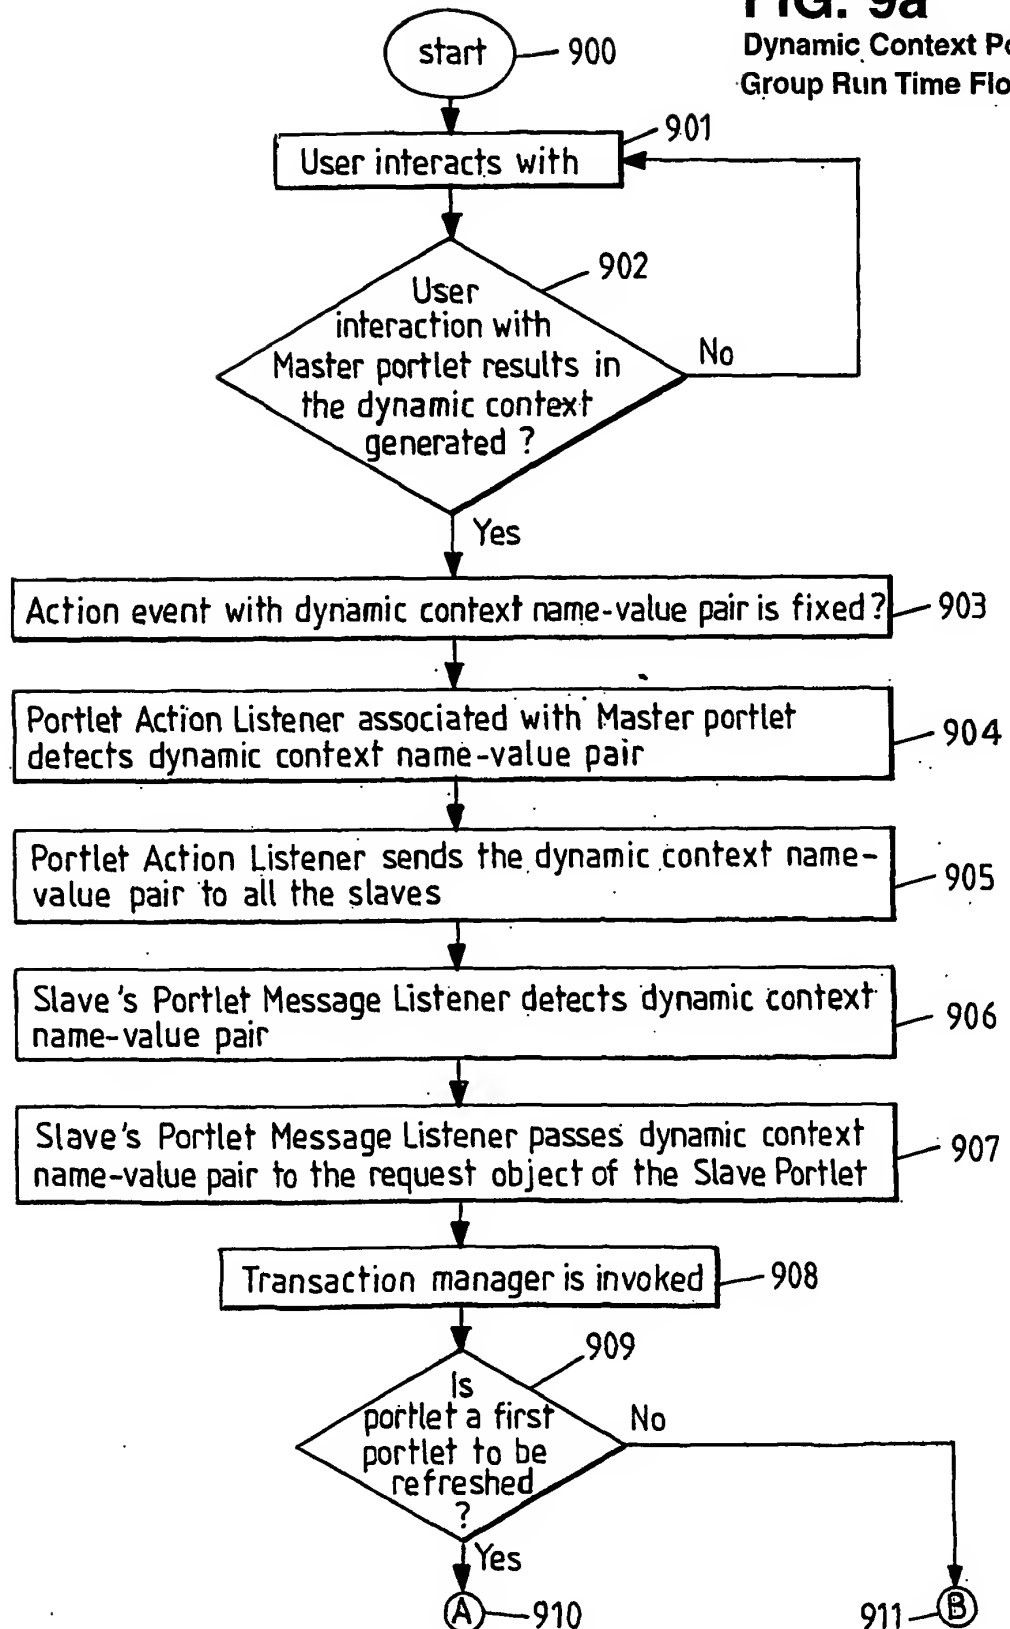 FIG. 9a
Dynamic Context Po
Group Run Time Flo
start
900
901
User interacts with
902
User
interaction with
Master portlet results in
the dynamic context
generated ?
No
Yes
Action event with dynamic context name-value pair is fixed?
903
Portlet Action Listener associated with Master portlet
detects dynamic context name-value pair
904
Portlet Action Listener sends the dynamic context name-
value pair to all the slaves
905
Slave's Portlet Message Listener detects dynamic context
name-value pair
906
Slave's Portlet Message Listener passes dynamic context
name-value pair to the request object of the Slave Portlet
907
Transaction manager is invoked
908
909
Is
portlet a first
portlet to be
refreshed
?
No
Yes
A
910
911
B